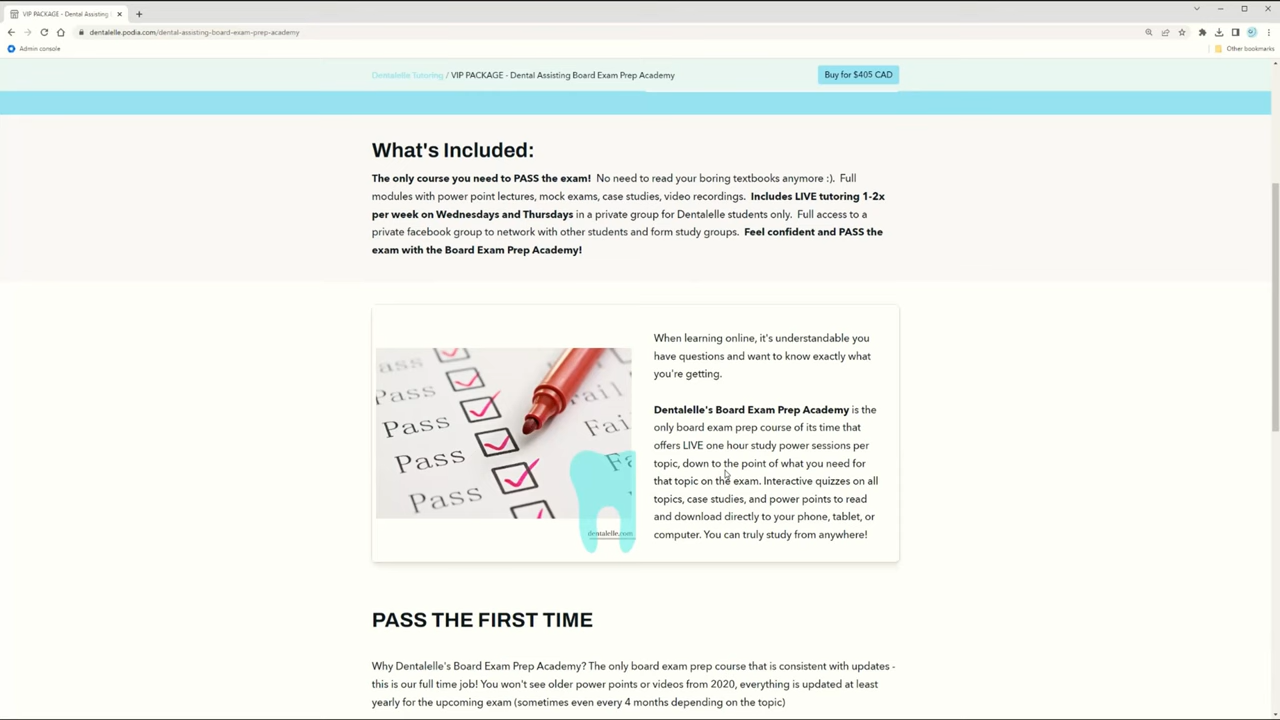 VIP PACKAGE - Dental Assisting
dentalelle.podia.com/dental-assisting-board-exam-prep-academy
Admin console
Other bookmarks
Dentalelle Tutoring / VIP PACKAGE - Dental Assisting Board Exam Prep Academy
Buy for $405 CAD
What's Included:
The only course you need to PASS the exam! No need to read your boring textbooks anymore :). Full
modules with power point lectures, mock exams, case studies, video recordings. Includes LIVE tutoring 1-2x
per week on Wednesdays and Thursdays in a private group for Dentalelle students only. Full access to a
private facebook group to network with other students and form study groups. Feel confident and PASS the
exam with the Board Exam Prep Academy!
Pass
Pass
Pass
Pass
Pass
Fail
Fai
Fa
dentalelle.com
When learning online, it's understandable you
have questions and want to know exactly what
you're getting.
Dentalelle's Board Exam Prep Academy is the
only board exam prep course of its time that
offers LIVE one hour study power sessions per
topic, down to the point of what you need for
that topic on the exam. Interactive quizzes on all
topics, case studies, and power points to read
and download directly to your phone, tablet, or
computer. You can truly study from anywhere!
PASS THE FIRST TIME
Why Dentalelle's Board Exam Prep Academy? The only board exam prep course that is consistent with updates -
this is our full time job! You won't see older power points or videos from 2020, everything is updated at least
yearly for the upcoming exam (sometimes even every 4 months depending on the topic)